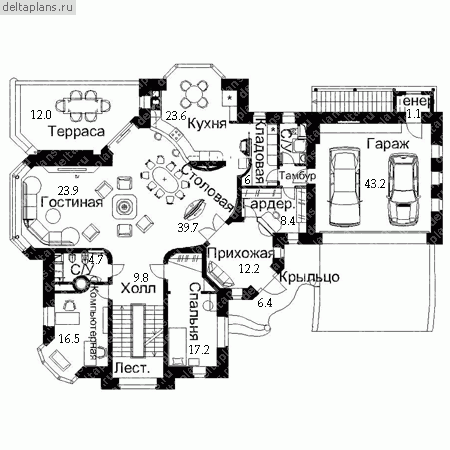 deltaplans.ru
12.0
Терраса
23.6
Кухня
Кладовая
6
С/У
Тамбур
енер
1.1
Гараж
43.2
23.9
Гостиная
Столовая
39.7
ардер.
8.4
Прихожая
12.2
Крыльцо
6.4
4.7
С/У
9.8
Холл
Компьютерная
16.5
Спальня
17.2
Лест.